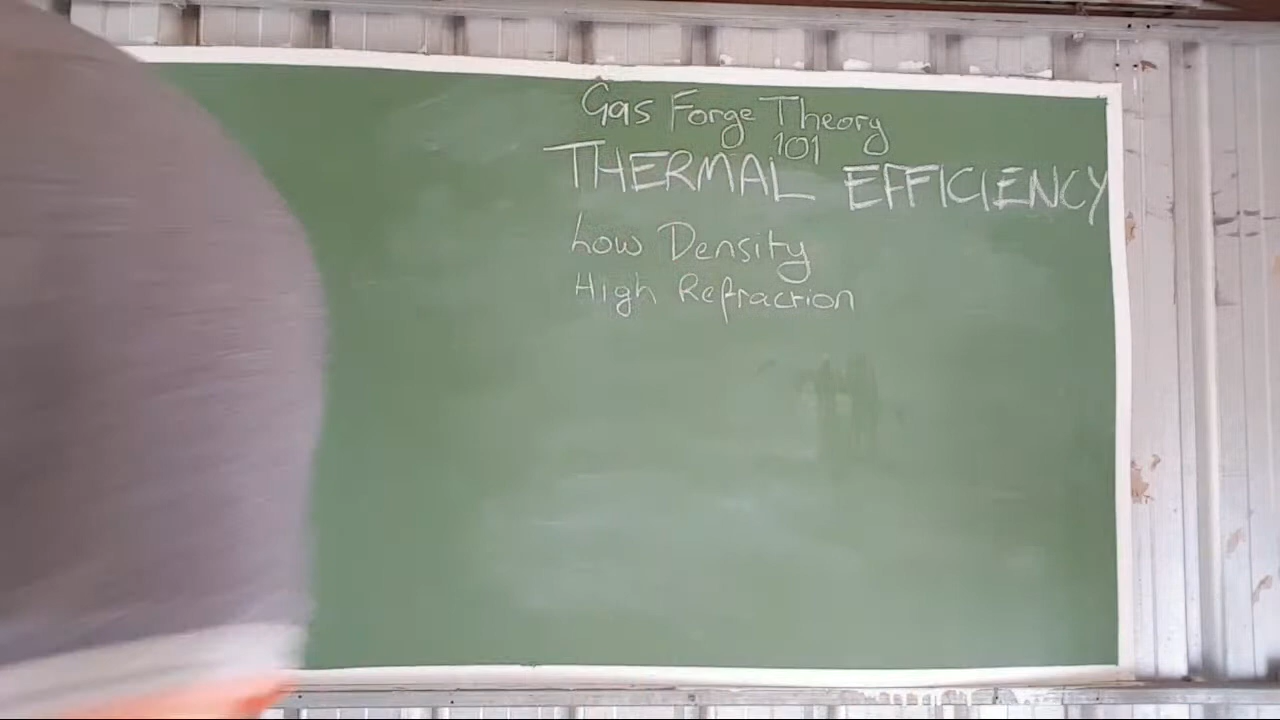 Gas Forge Theory
101
THERMAL EFFICIENCY
Low Density
High Refraction